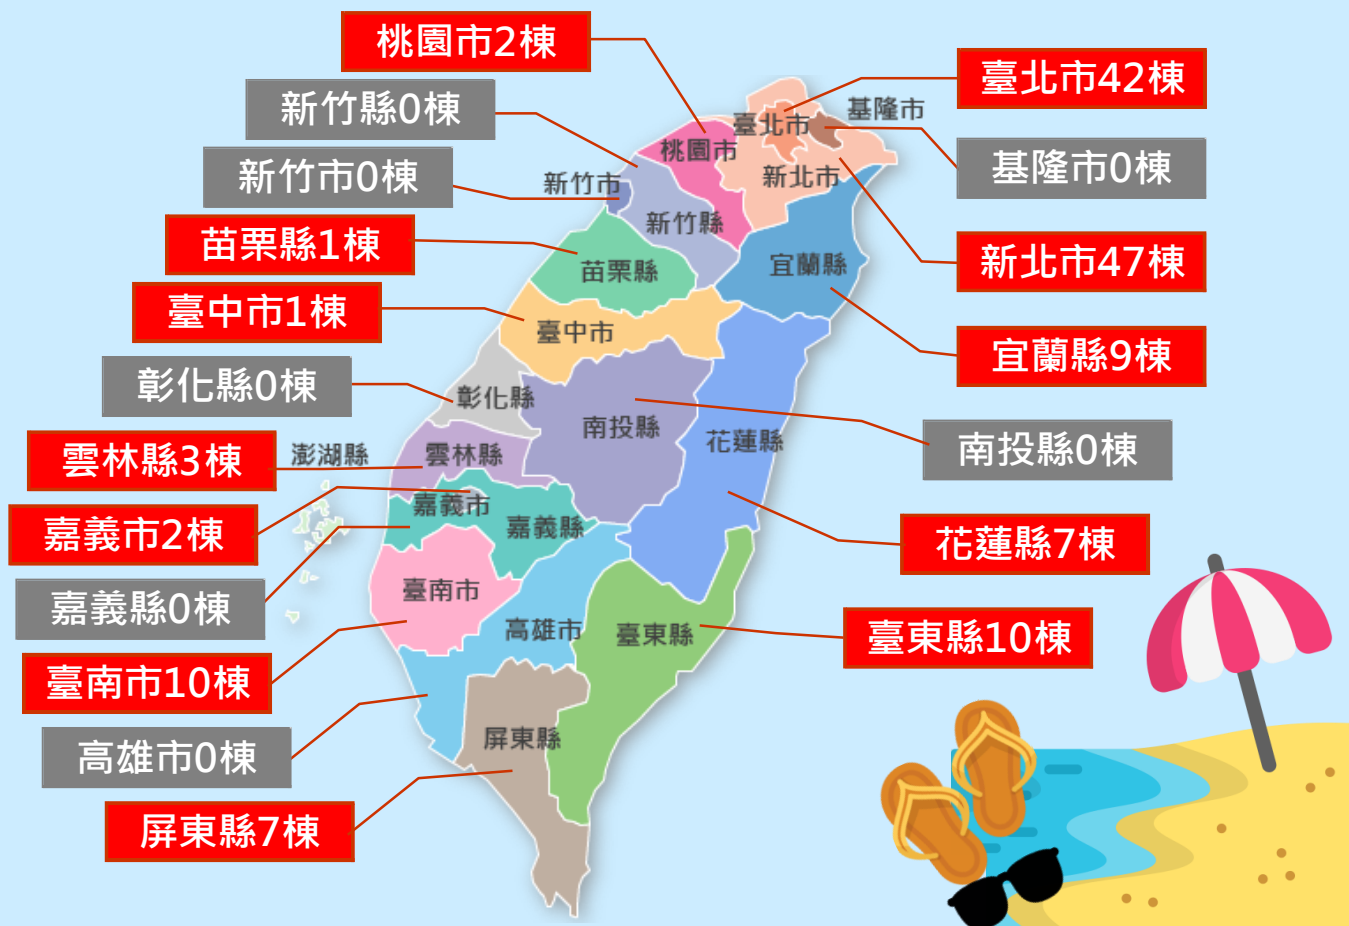 桃園市2棟
臺北市42棟
新竹縣0棟
基隆市
臺北市
桃園市
基隆市0棟
新竹市0棟
新竹市
新北市
新竹縣
苗栗縣1棟
苗栗縣
宜蘭縣
新北市47棟
臺中市1棟
臺中市
宜蘭縣9棟
彰化縣0棟
彰化縣
南投縣
花蓮縣
南投縣0棟
雲林縣3棟
澎湖縣
雲林縣
嘉義市2棟
嘉義市
嘉義縣
花蓮縣7棟
嘉義縣0棟
臺南市
高雄市
臺東縣
臺東縣10棟
臺南市10棟
高雄市0棟
屏東縣
屏東縣7棟